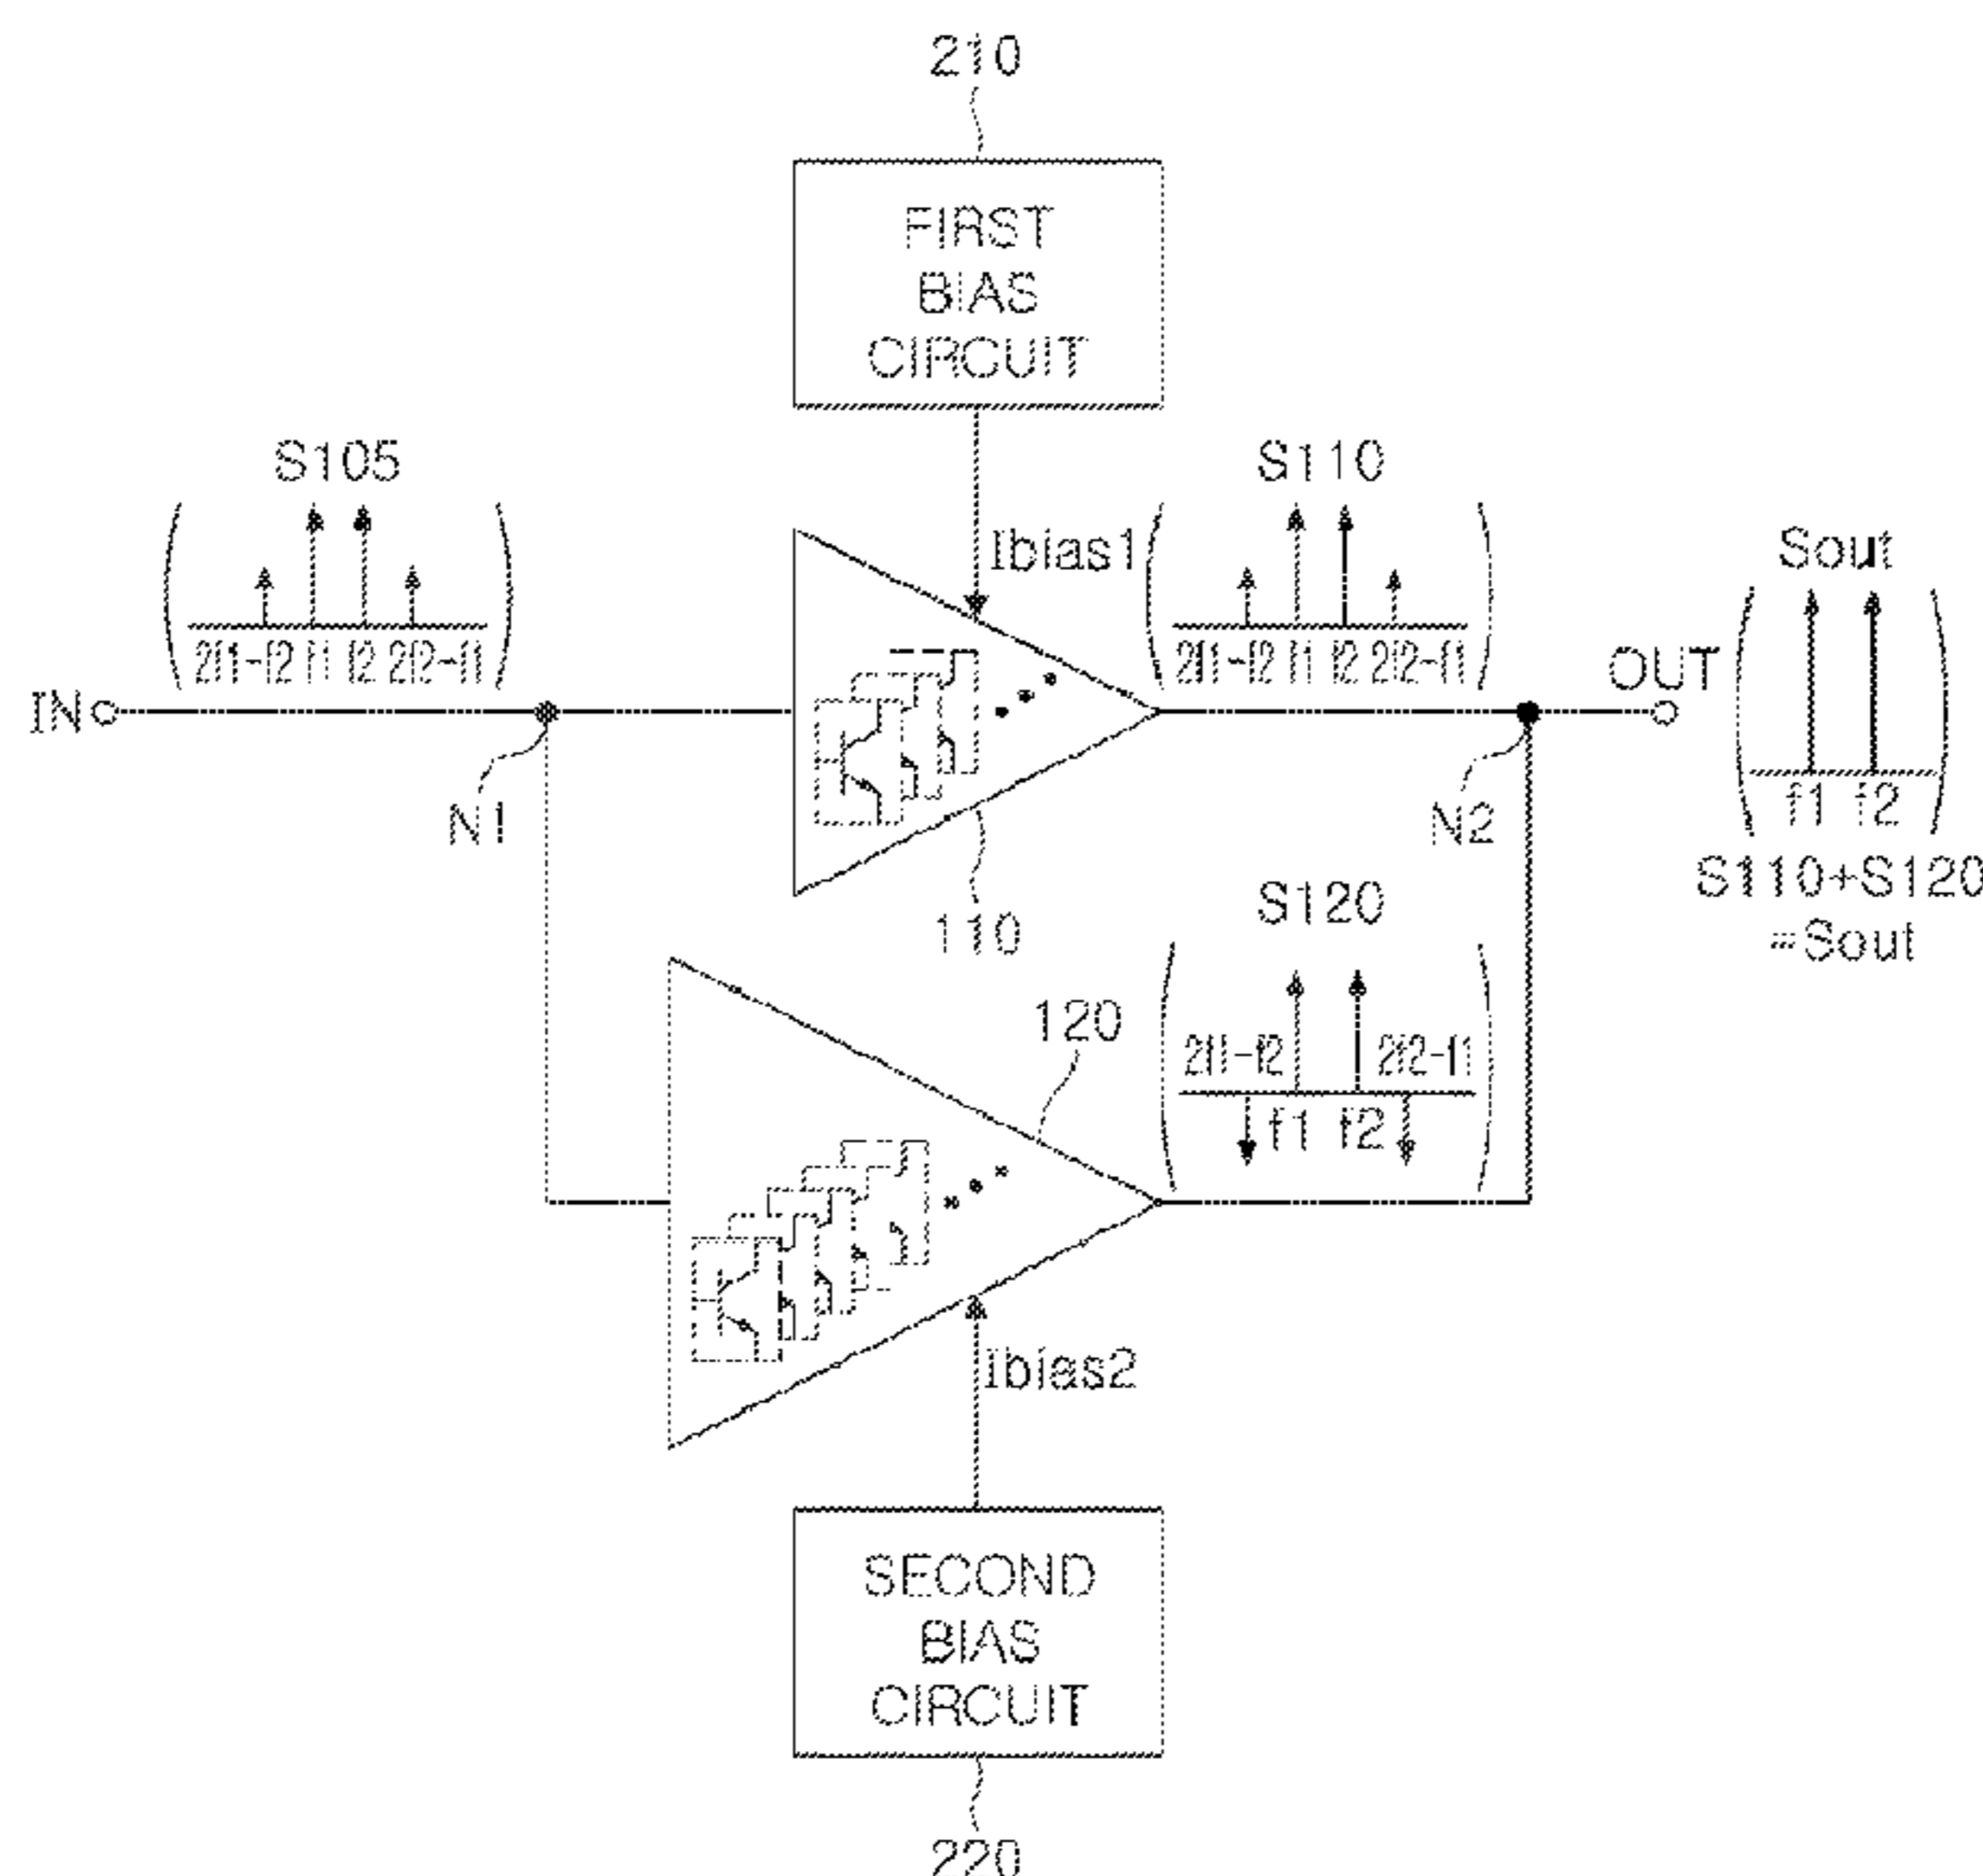 210
FIRST
BIAS
CIRCUIT
S105
2f1-f2 f1 f2 2f2-f1
Ibias1
S110
2f1-f2 f1 f2 2f2-f1
Sout
f1 f2
S110+S120
=Sout
IN
OUT
N1
N2
110
S120
2f1-f2 2f2-f1
f1 f2
120
Ibias2
SECOND
BIAS
CIRCUIT
220